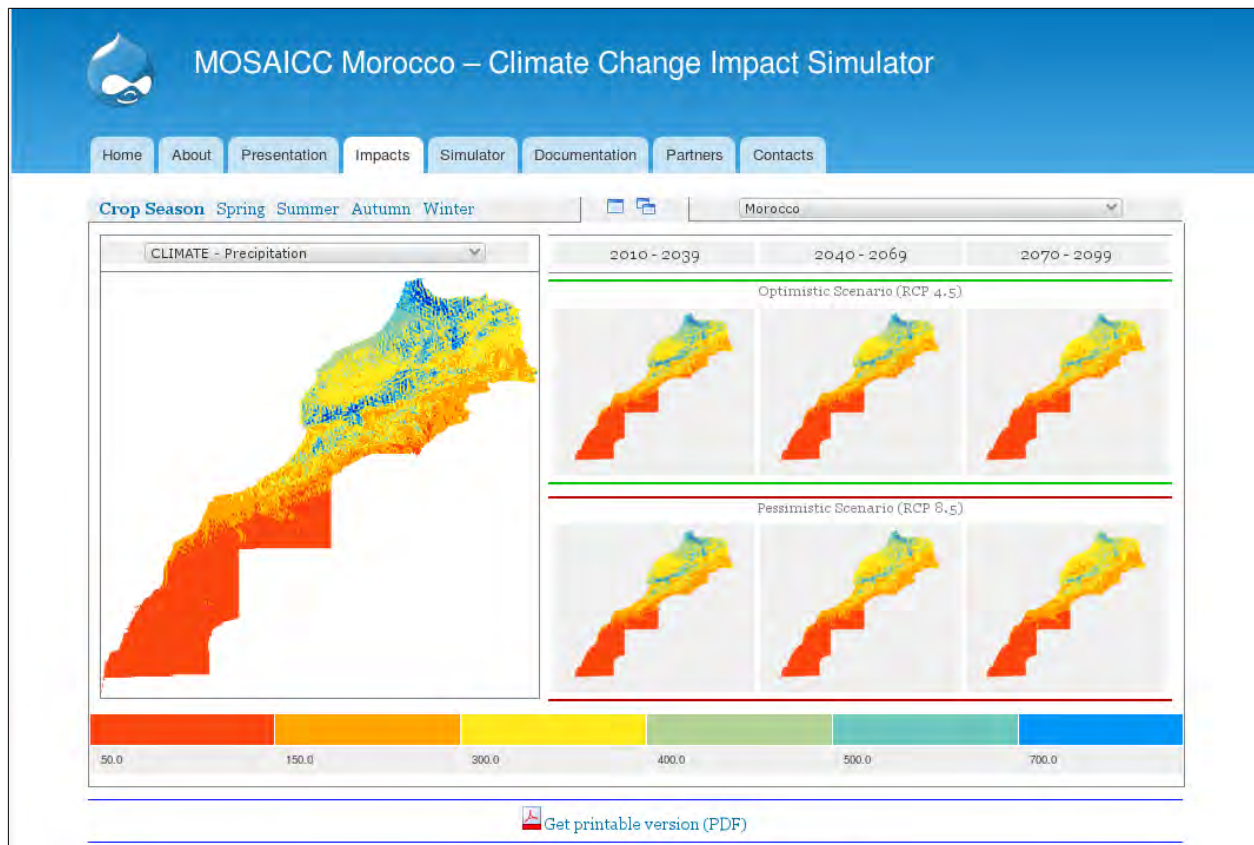 MOSAICC Morocco – Climate Change Impact Simulator
Home About Presentation Impacts Simulator Documentation Partners Contacts
Crop Season Spring Summer Autumn Winter
Morocco
CLIMATE - Precipitation
2010 - 2039 2040 - 2069 2070 - 2099
Optimistic Scenario (RCP 4.5)
Pessimistic Scenario (RCP 8.5)
50.0 150.0 300.0 400.0 500.0 700.0
Get printable version (PDF)